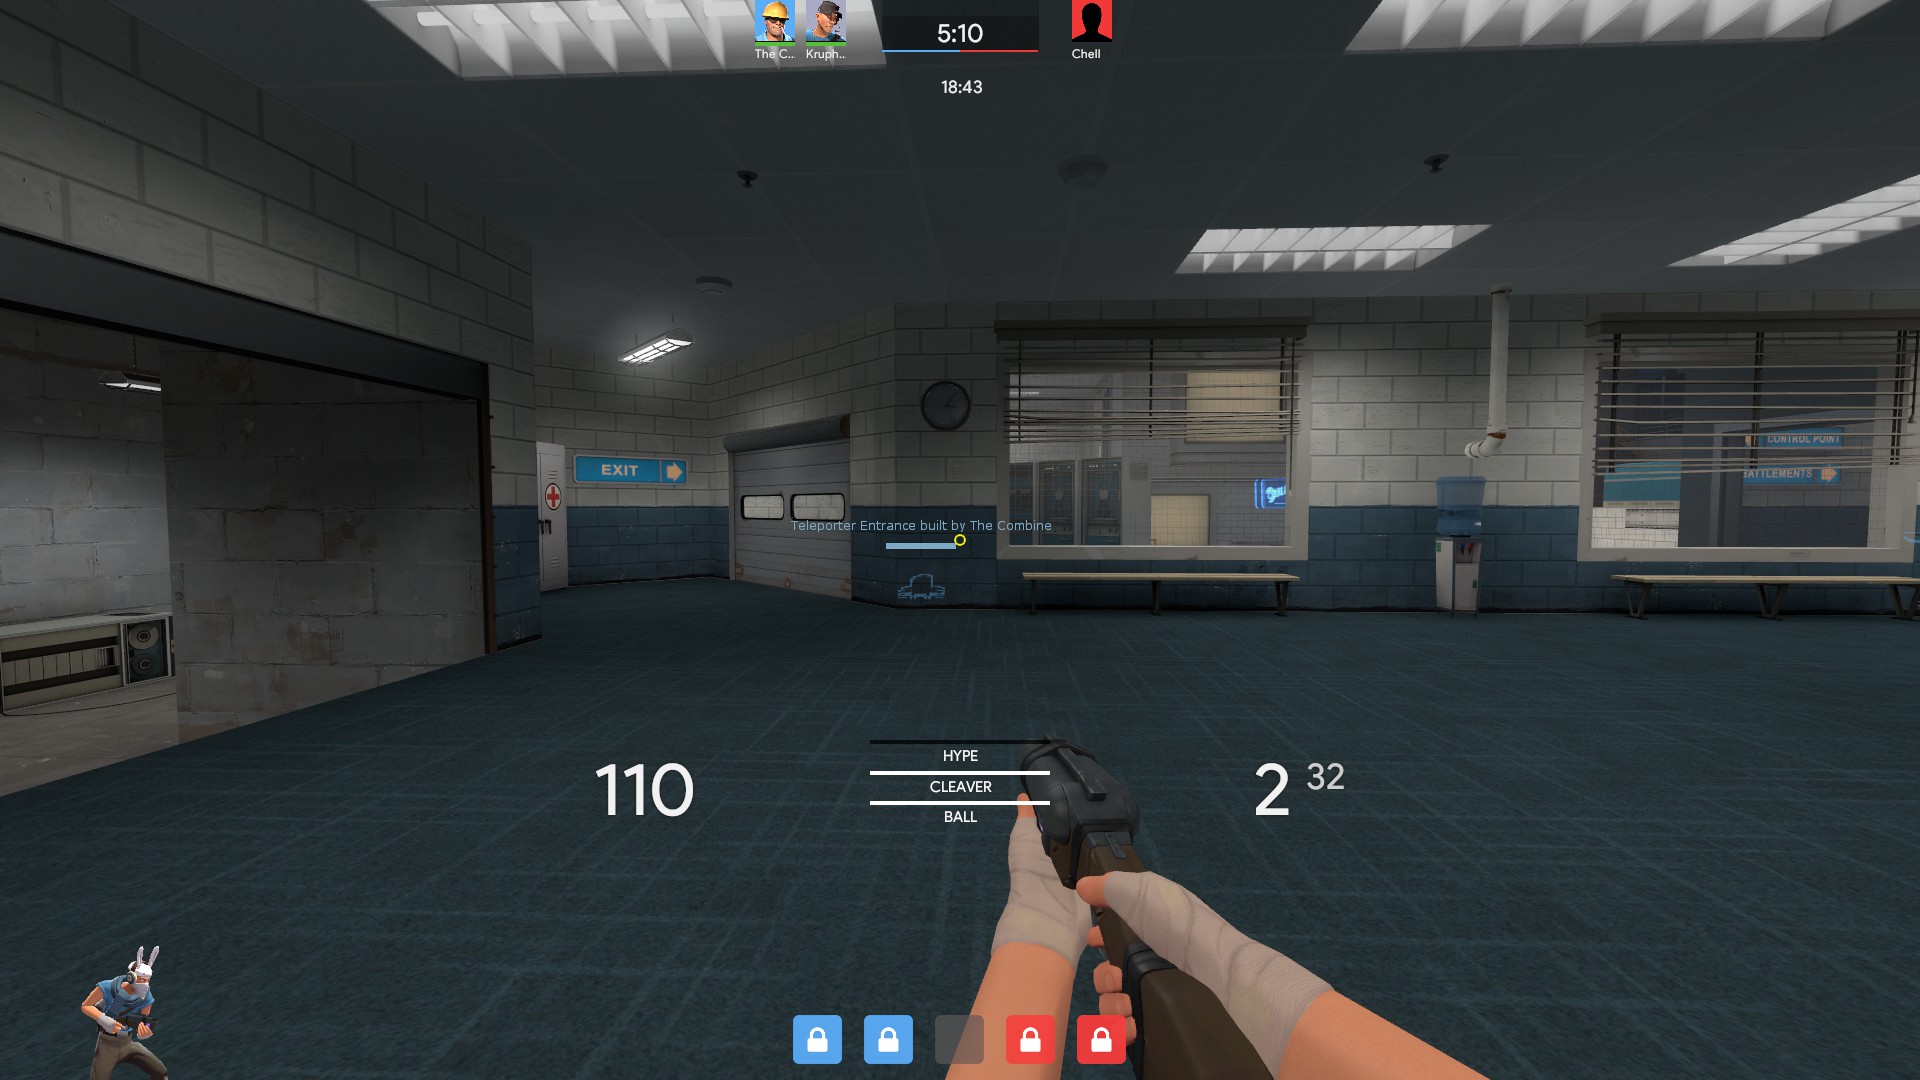 The C...
Kruph...
5:10
Chell
18:43
CONTROL POINT
EXIT
BATTLEMENTS
Teleporter Entrance built by The Combine
HYPE
110
CLEAVER
2 32
BALL